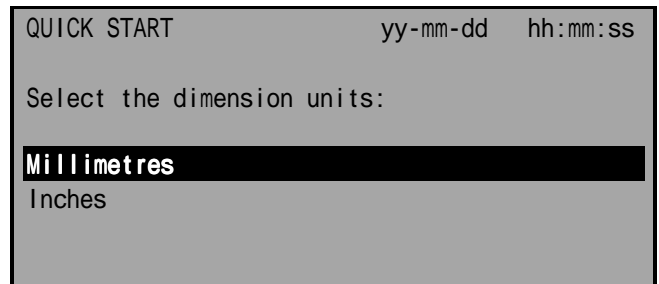 QUICK START yy-mm-dd hh:mm:ss
Select the dimension units:
Millimetres
Inches